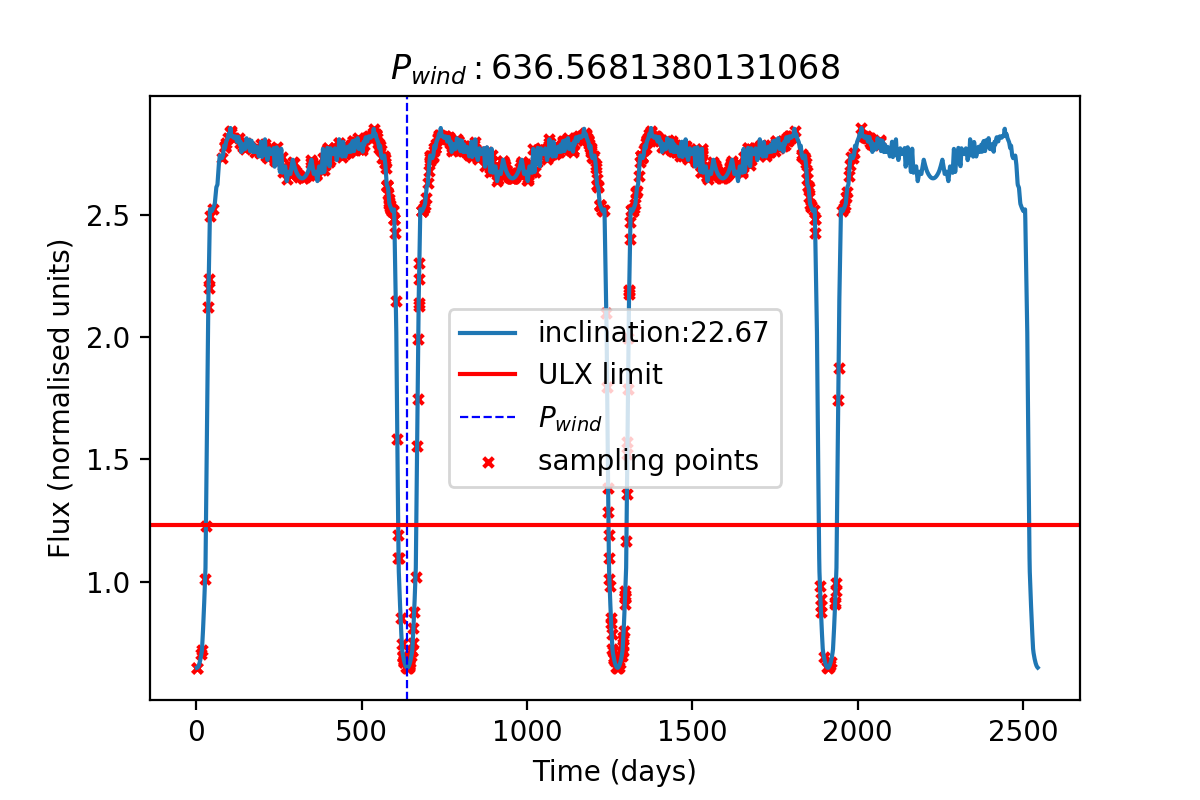 P_wind : 636.5681380131068
Flux (normalised units)
2.5
2.0
1.5
1.0
inclination:22.67
ULX limit
P_wind
sampling points
0 500 1000 1500 2000 2500
Time (days)